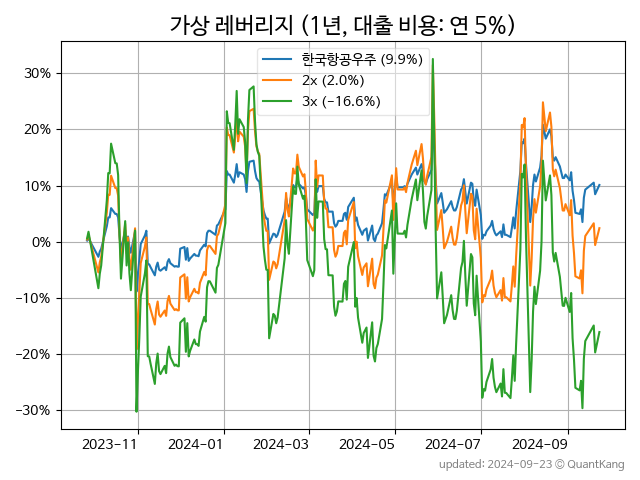 가상 레버리지 (1년, 대출 비용: 연 5%)
한국항공우주 (9.9%)
2x (2.0%)
3x (−16.6%)
30%
20%
10%
0%
−10%
−20%
−30%
2023-11
2024-01
2024-03
2024-05
2024-07
2024-09
updated: 2024-09-23 © QuantKang